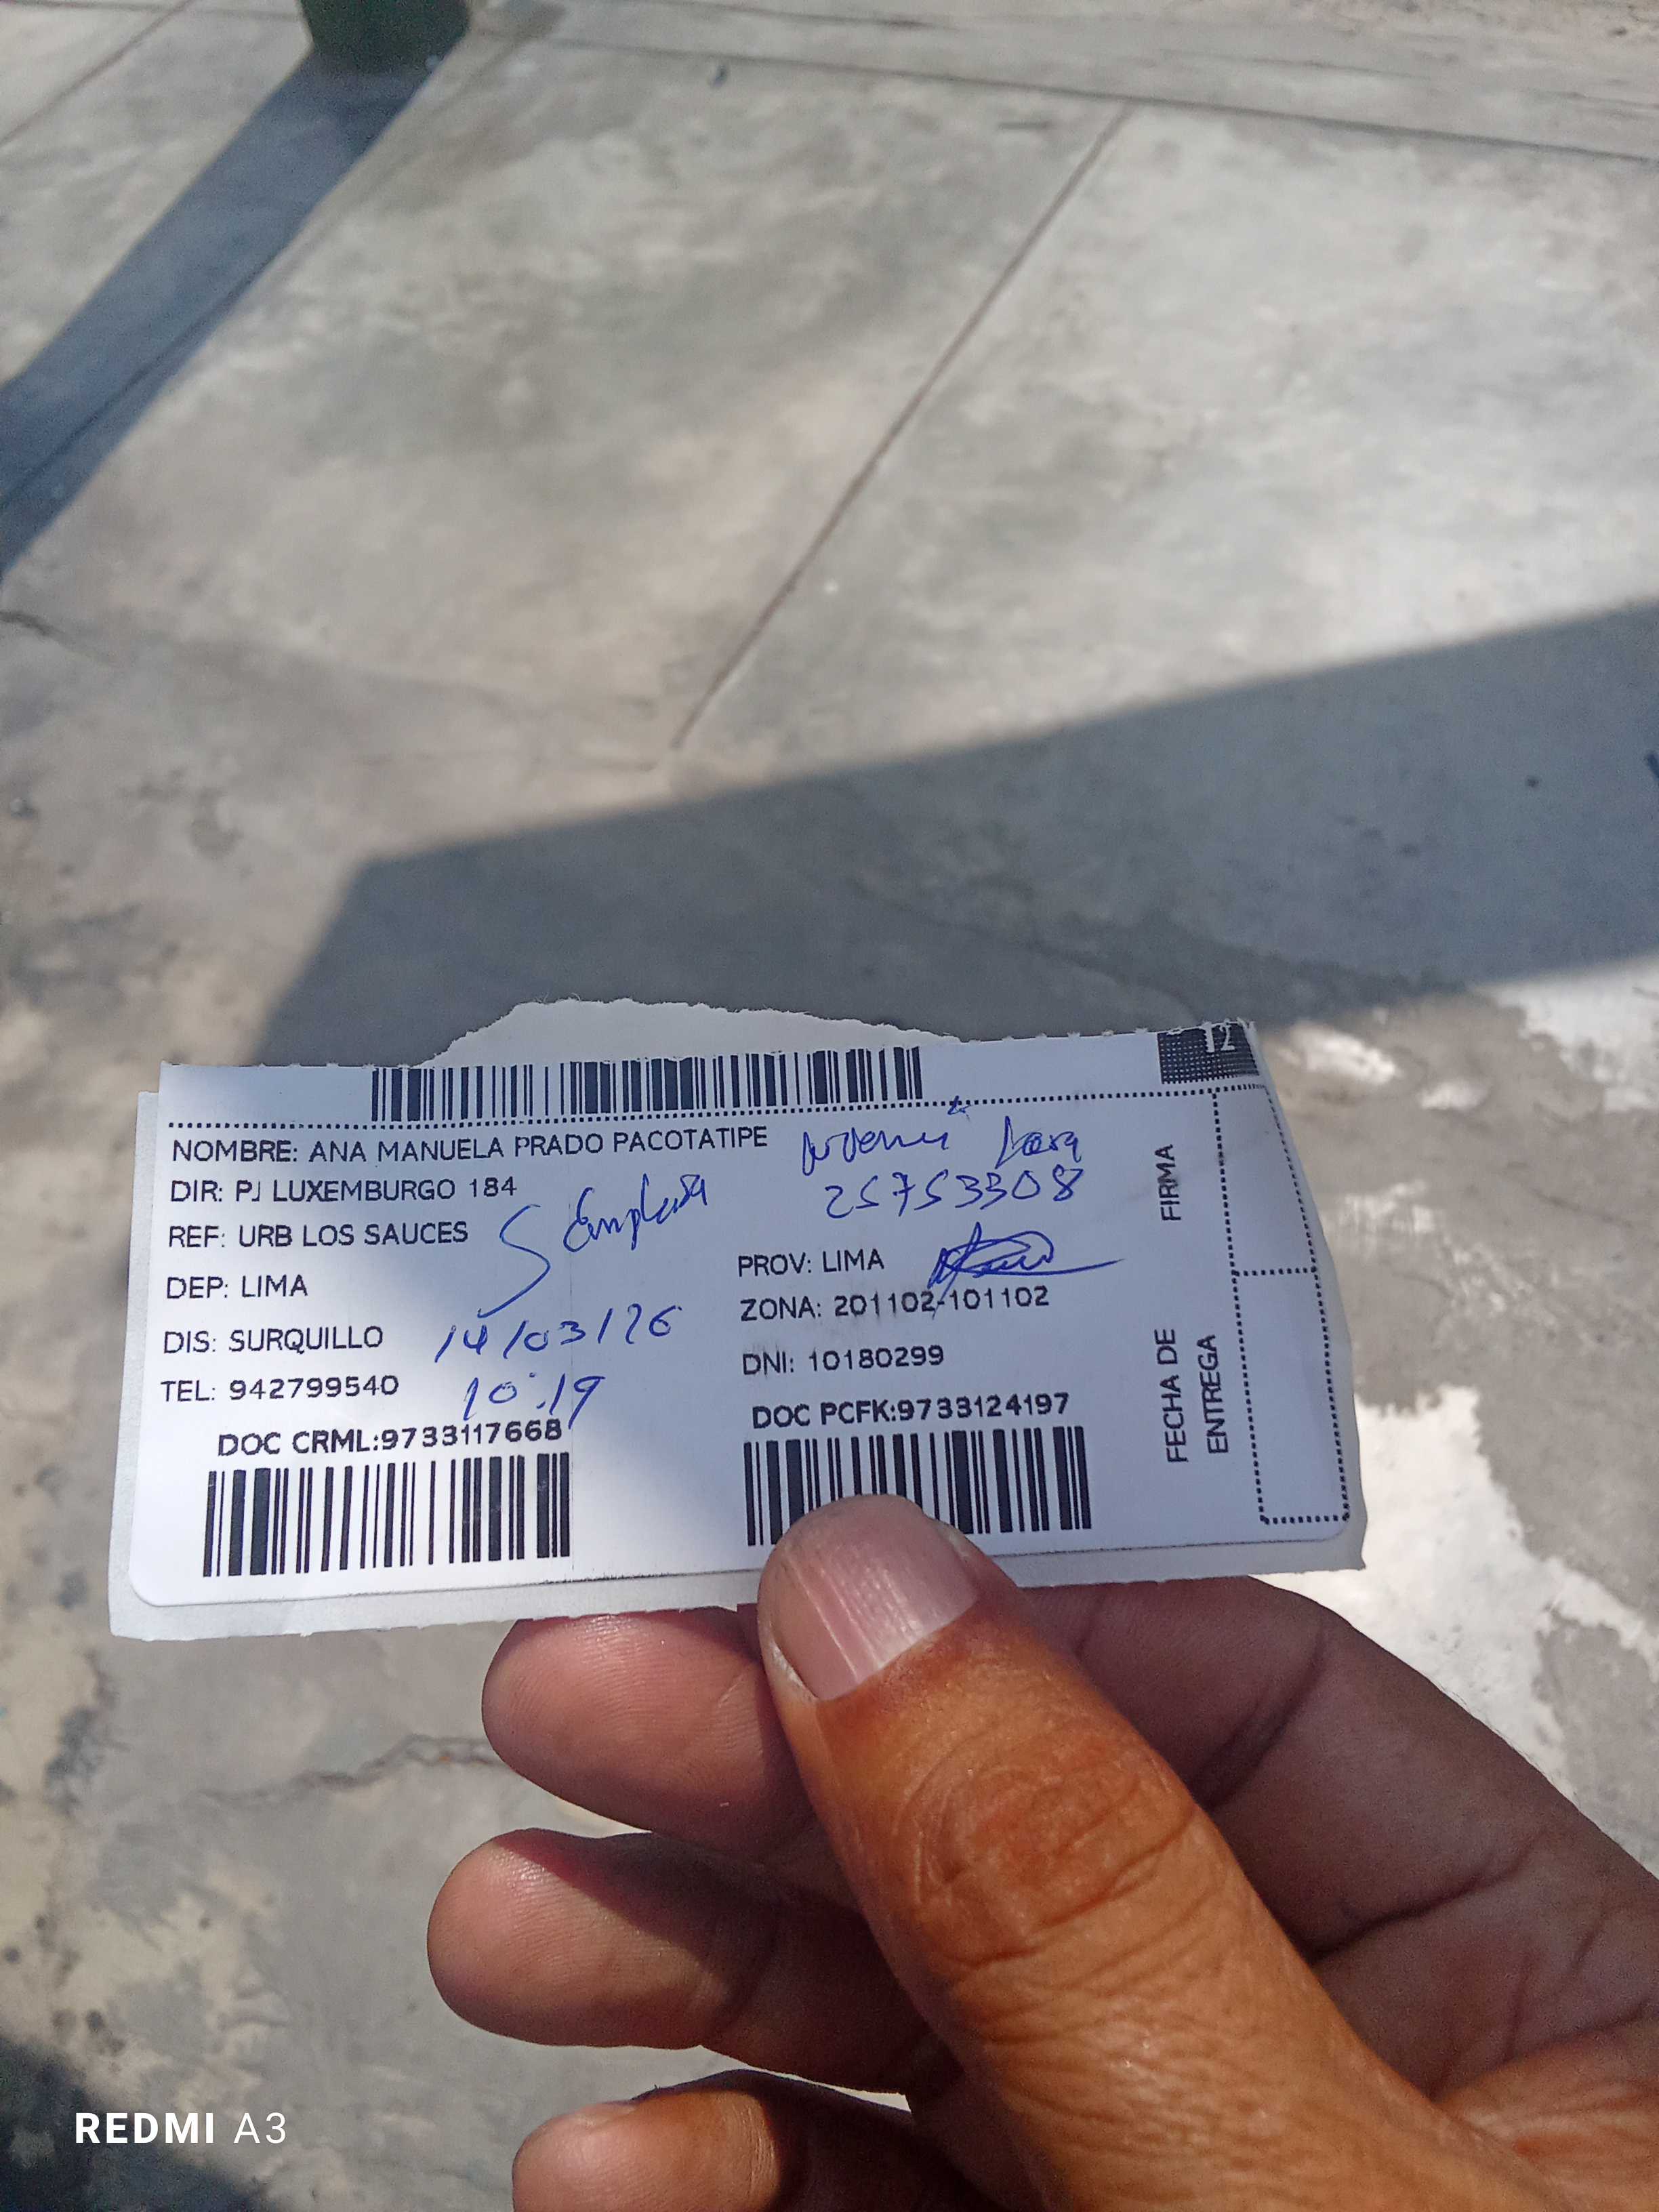 12
NOMBRE: ANA MANUELA PRADO PACOTATIPE
DIR: PJ LUXEMBURGO 184
25753308
REF: URB LOS SAUCES
DEP: LIMA
PROV: LIMA
ZONA: 201102-101102
DIS: SURQUILLO
14/03/26
TEL: 942799540
10:19
DNI: 10180299
DOC CRML:9733117668
DOC PCFK:9733124197
FIRMA
FECHA DE
ENTREGA
REDMI A3